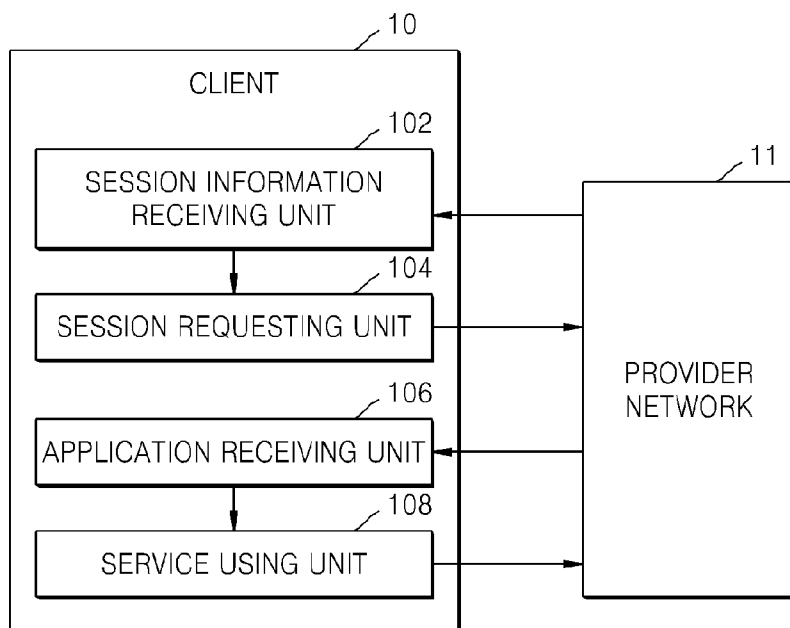 10
CLIENT
102
SESSION INFORMATION
RECEIVING UNIT
11
104
SESSION REQUESTING UNIT
PROVIDER
NETWORK
106
APPLICATION RECEIVING UNIT
108
SERVICE USING UNIT